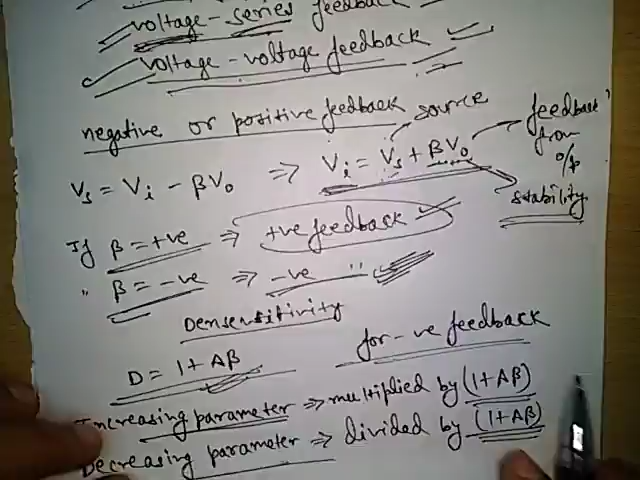 voltage-series feedback
voltage-voltage feedback
negative or positive feedback
source
feedback
from
o/p
Vs = Vi - βVo ⇒ Vi = Vs + βVo
stability
If β = +ve ⇒ +ve feedback
" β = -ve ⇒ -ve "
Densensitivity
for -ve feedback
D = 1 + Aβ
Increasing parameter ⇒ multiplied by (1+Aβ)
Decreasing parameter ⇒ divided by (1+Aβ)